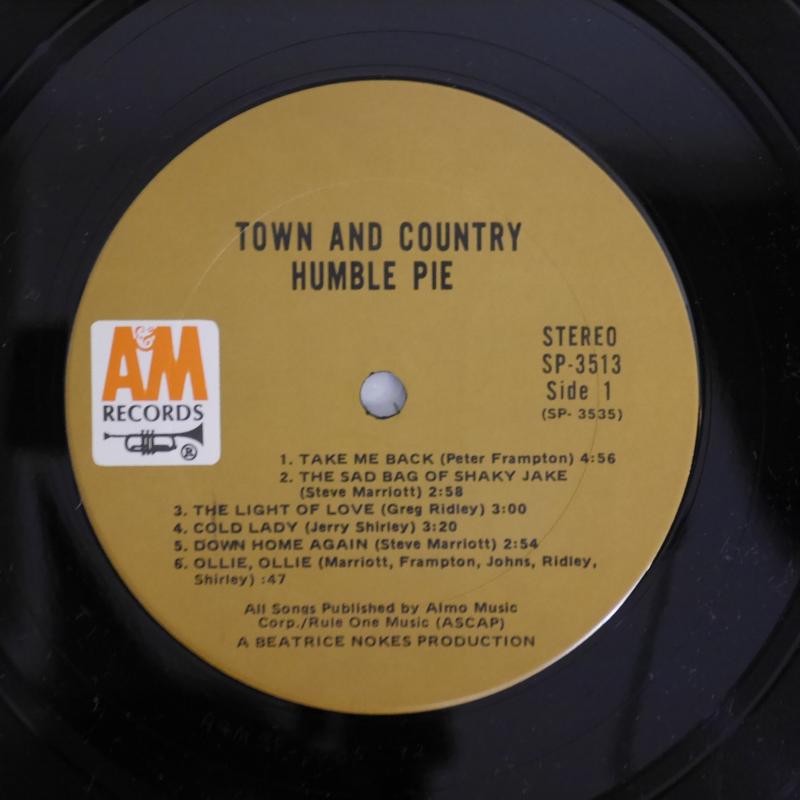 TOWN AND COUNTRY
HUMBLE PIE
A&M
RECORDS
®
STEREO
SP-3513
Side 1
(SP- 3535)
1. TAKE ME BACK (Peter Frampton) 4:56
2. THE SAD BAG OF SHAKY JAKE
(Steve Marriott) 2:58
3. THE LIGHT OF LOVE (Greg Ridley) 3:00
4. COLD LADY (Jerry Shirley) 3:20
5. DOWN HOME AGAIN (Steve Marriott) 2:54
6. OLLIE, OLLIE (Marriott, Frampton, Johns, Ridley,
Shirley) :47
All Songs Published by Almo Music
Corp./Rule One Music (ASCAP)
A BEATRICE NOKES PRODUCTION